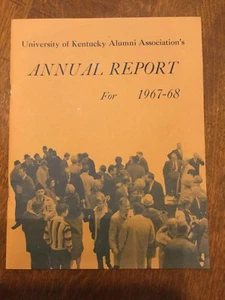 University of Kentucky Alumni Association's
ANNUAL REPORT
For 1967-68